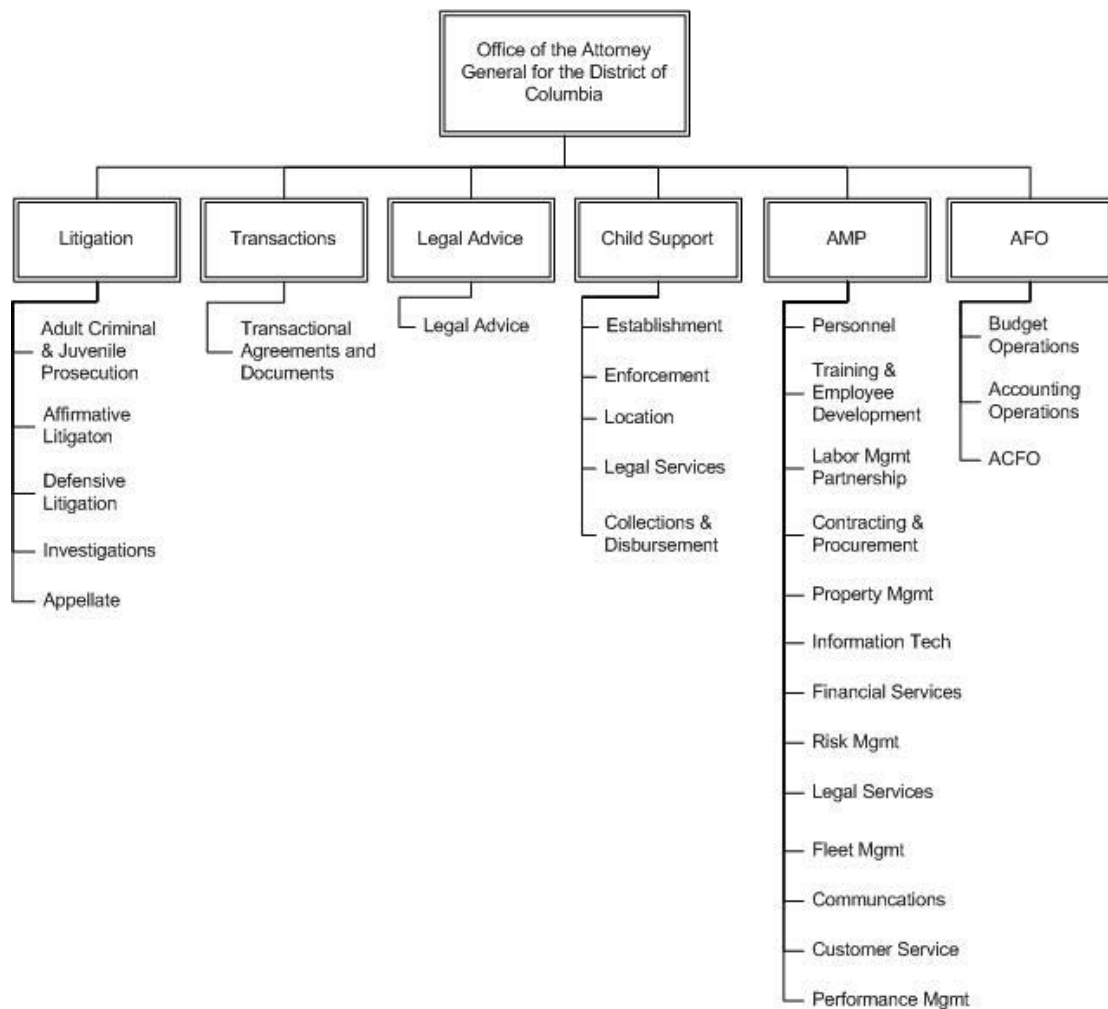 Office of the Attorney
General for the District of
Columbia
Litigation
Transactions
Legal Advice
Child Support
AMP
AFO
Adult Criminal
& Juvenile
Prosecution
Affirmative
Litigaton
Defensive
Litigation
Investigations
Appellate
Transactional
Agreements and
Documents
Legal Advice
Establishment
Enforcement
Location
Legal Services
Collections &
Disbursement
Personnel
Training &
Employee
Development
Labor Mgmt
Partnership
Contracting &
Procurement
Property Mgmt
Information Tech
Financial Services
Risk Mgmt
Legal Services
Fleet Mgmt
Communcations
Customer Service
Performance Mgmt
Budget
Operations
Accounting
Operations
ACFO